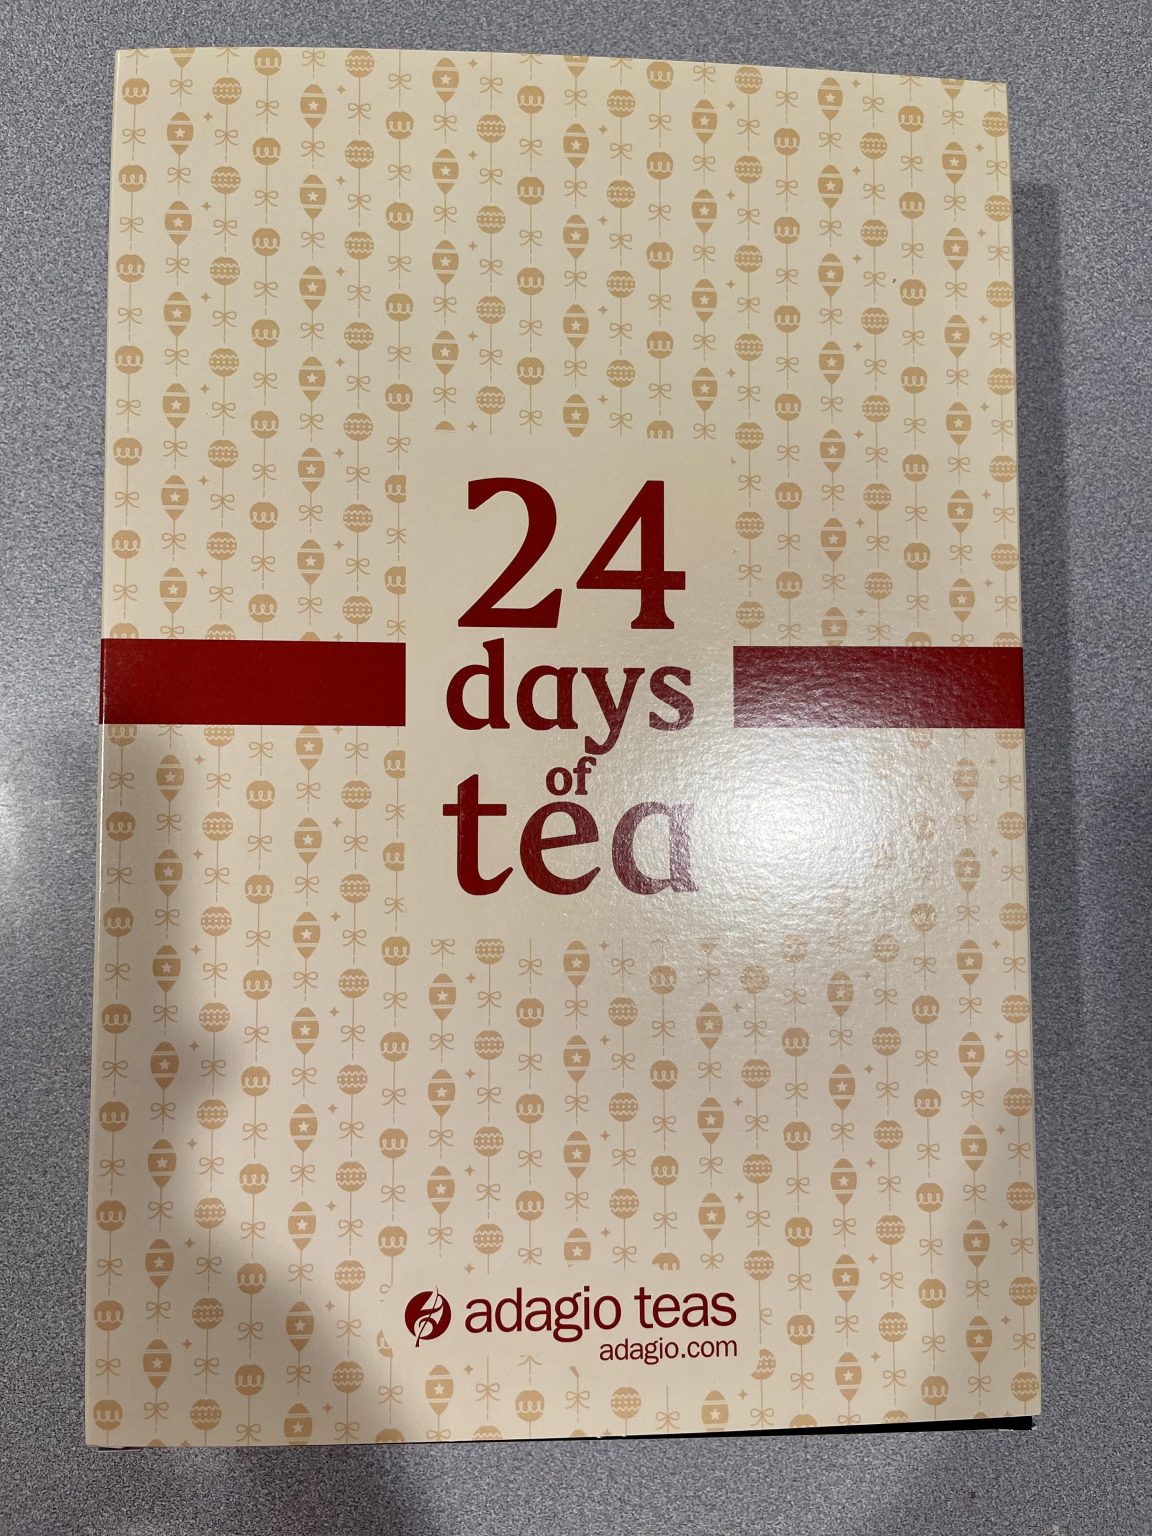 24
days
of
tea
adagio teas
adagio.com